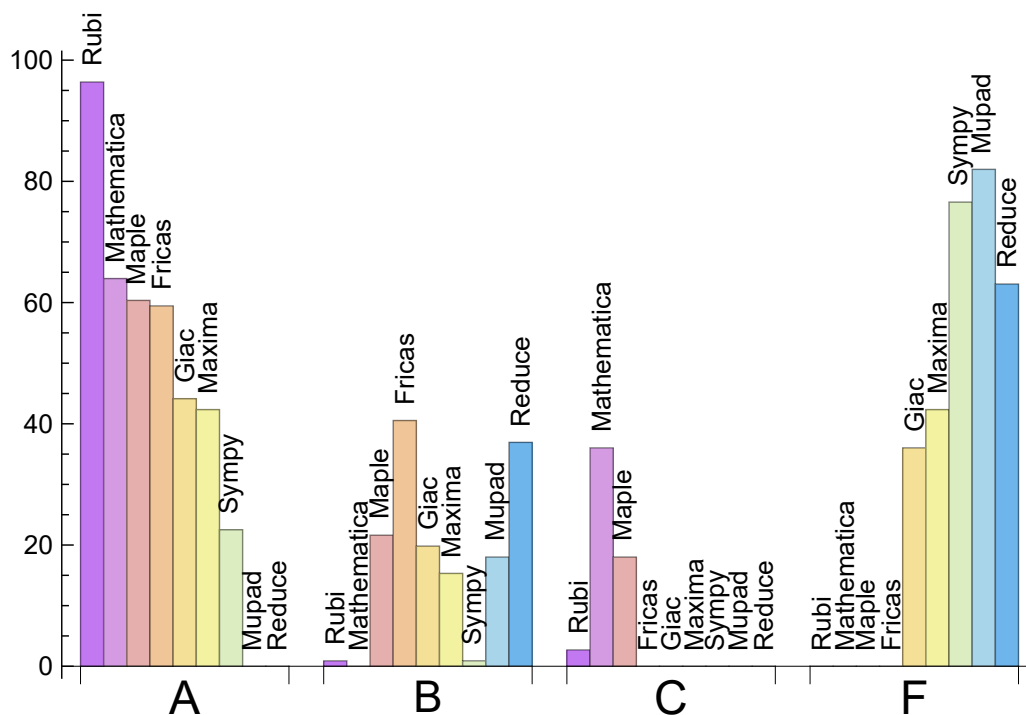 100
80
60
40
20
0
Rubi
Mathematica
Maple
Fricas
Giac
Maxima
Sympy
Mupad
Reduce
A
Rubi
Mathematica
Maple
Fricas
Giac
Maxima
Sympy
Mupad
Reduce
B
Rubi
Mathematica
Maple
Fricas
Giac
Maxima
Sympy
Mupad
Reduce
C
Rubi
Mathematica
Maple
Fricas
Giac
Maxima
Sympy
Mupad
Reduce
F